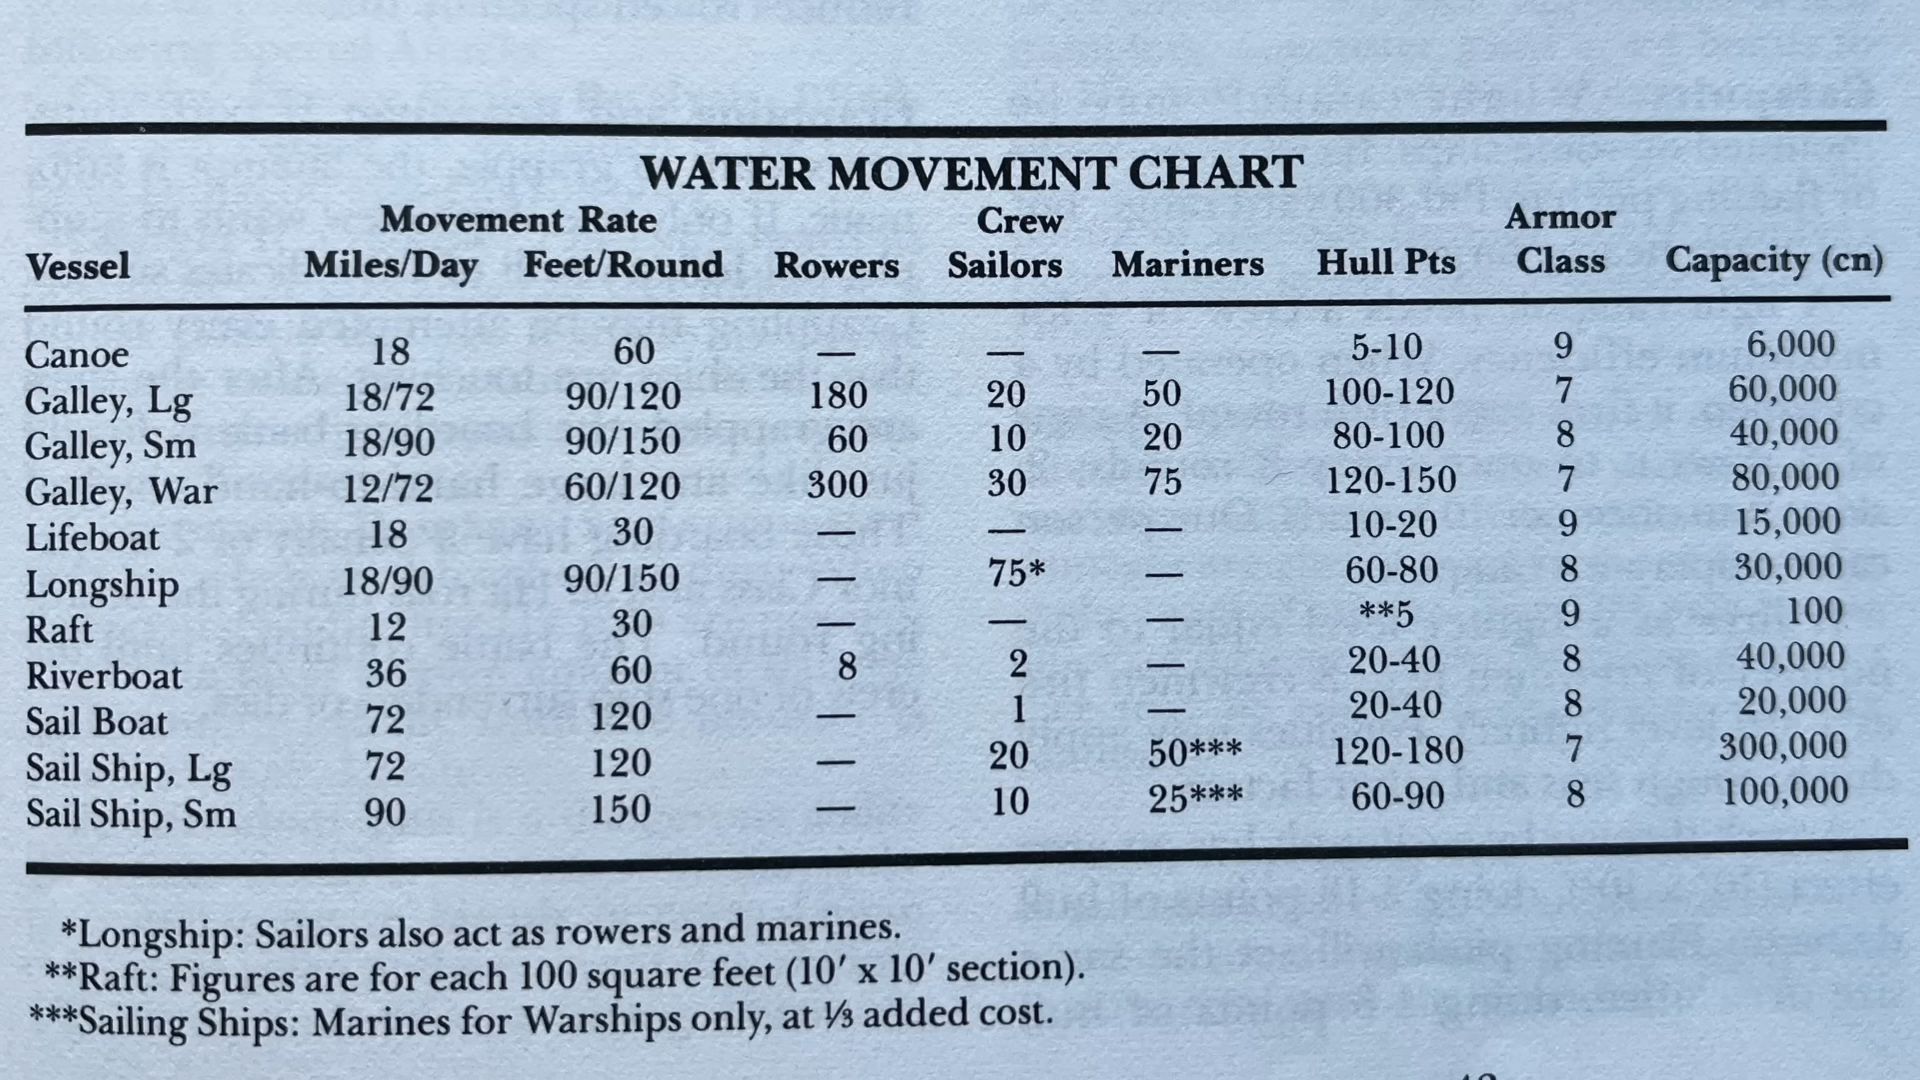 WATER MOVEMENT CHART
Movement Rate Crew Armor
Vessel Miles/Day Feet/Round Rowers Sailors Mariners Hull Pts Class Capacity (cn)
Canoe 18 60 — — — 5-10 9 6,000
Galley, Lg 18/72 90/120 180 20 50 100-120 7 60,000
Galley, Sm 18/90 90/150 60 10 20 80-100 8 40,000
Galley, War 12/72 60/120 300 30 75 120-150 7 80,000
Lifeboat 18 30 — — — 10-20 9 15,000
Longship 18/90 90/150 — 75* — 60-80 8 30,000
Raft 12 30 — — — **5 9 100
Riverboat 36 60 8 2 — 20-40 8 40,000
Sail Boat 72 120 — 1 — 20-40 8 20,000
Sail Ship, Lg 72 120 — 20 50*** 120-180 7 300,000
Sail Ship, Sm 90 150 — 10 25*** 60-90 8 100,000
*Longship: Sailors also act as rowers and marines.
**Raft: Figures are for each 100 square feet (10′ x 10′ section).
***Sailing Ships: Marines for Warships only, at ⅓ added cost.